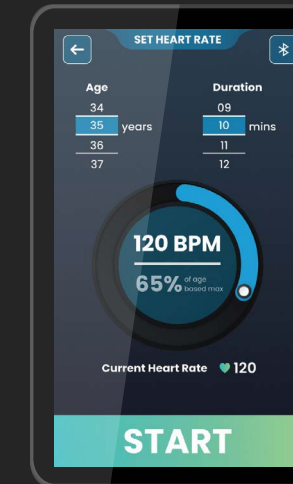 SET HEART RATE
Age
Duration
34
35 years
36
37
09
10 mins
11
12
120 BPM
65% of age
based max
Current Heart Rate 120
START